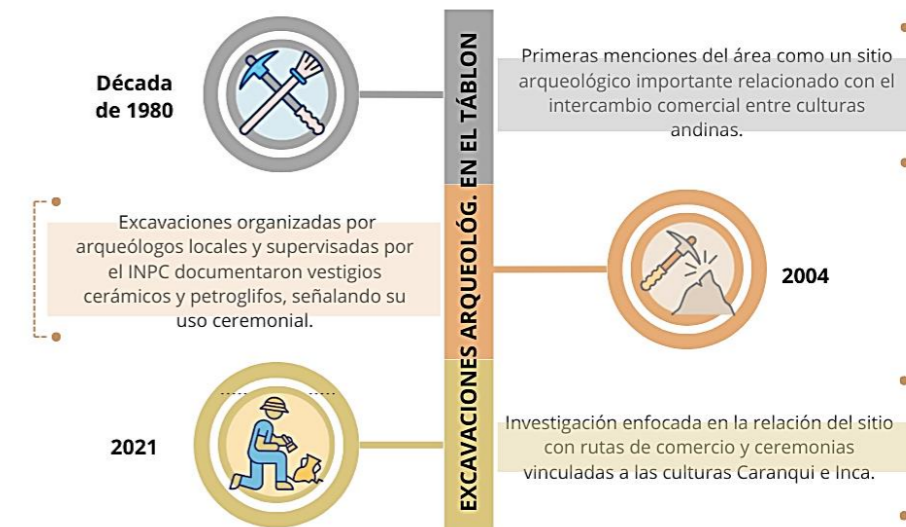 EXCAVACIONES ARQUEOLÓG. EN EL TÁBLON
Década
de 1980
Primeras menciones del área como un sitio
arqueológico importante relacionado con el
intercambio comercial entre culturas
andinas.
Excavaciones organizadas por
arqueólogos locales y supervisadas por
el INPC documentaron vestigios
cerámicos y petroglifos, señalando su
uso ceremonial.
2004
2021
Investigación enfocada en la relación del sitio
con rutas de comercio y ceremonias
vinculadas a las culturas Caranqui e Inca.